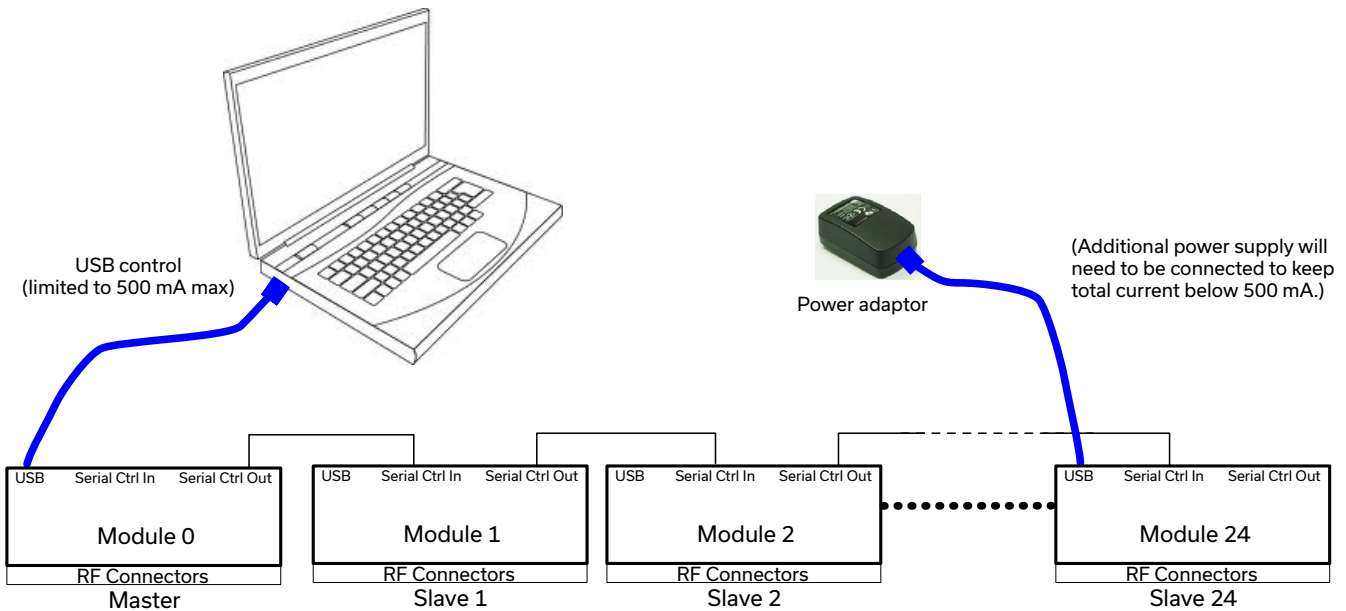 USB control
(limited to 500 mA max)
Power adaptor
(Additional power supply will
need to be connected to keep
total current below 500 mA.)
USB Serial Ctrl In Serial Ctrl Out
Module 0
RF Connectors
Master
USB Serial Ctrl In Serial Ctrl Out
Module 1
RF Connectors
Slave 1
USB Serial Ctrl In Serial Ctrl Out
Module 2
RF Connectors
Slave 2
USB Serial Ctrl In Serial Ctrl Out
Module 24
RF Connectors
Slave 24